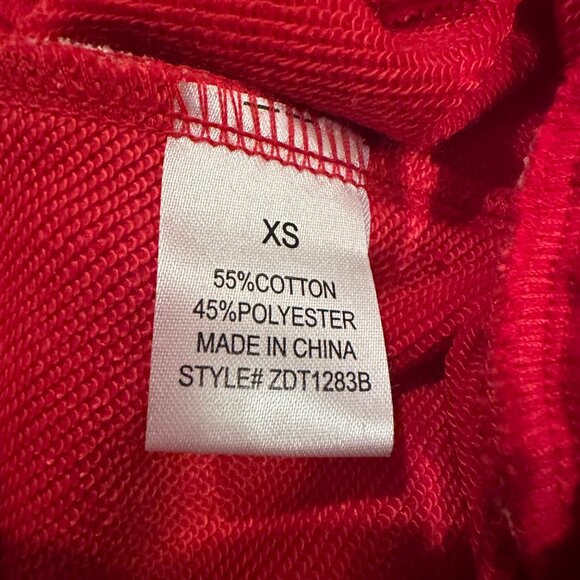 XS
55%COTTON
45%POLYESTER
MADE IN CHINA
STYLE# ZDT1283B